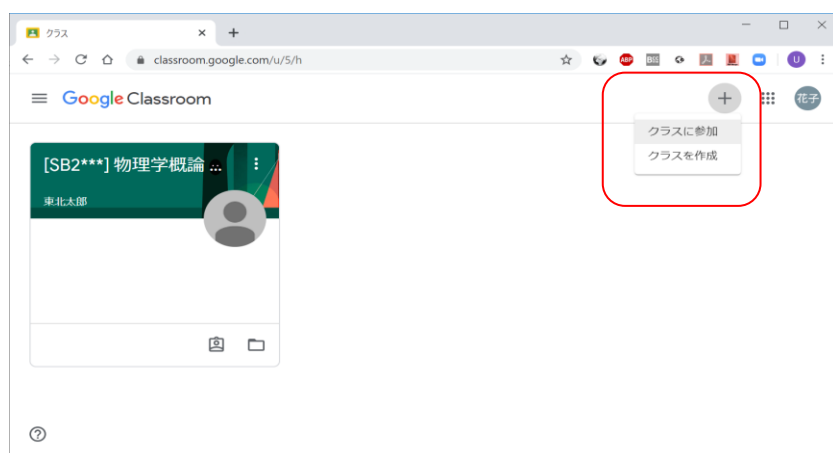 クラス
classroom.google.com/u/5/h
ABP
U
Google Classroom
花子
クラスに参加
クラスを作成
[SB2***] 物理学概論 ...
東北太郎